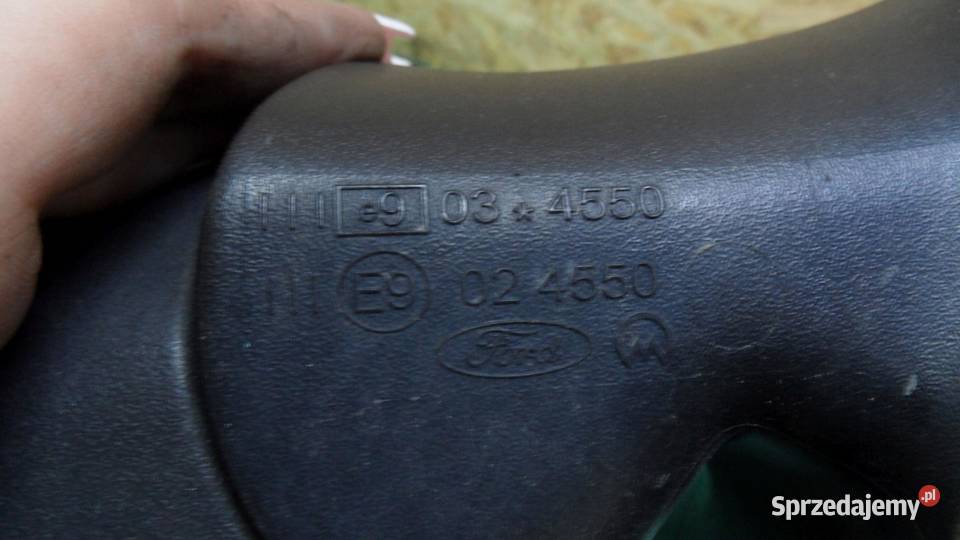 III e9 03 * 4550
III E9 02 4550
Ford
Sprzedajemy.pl